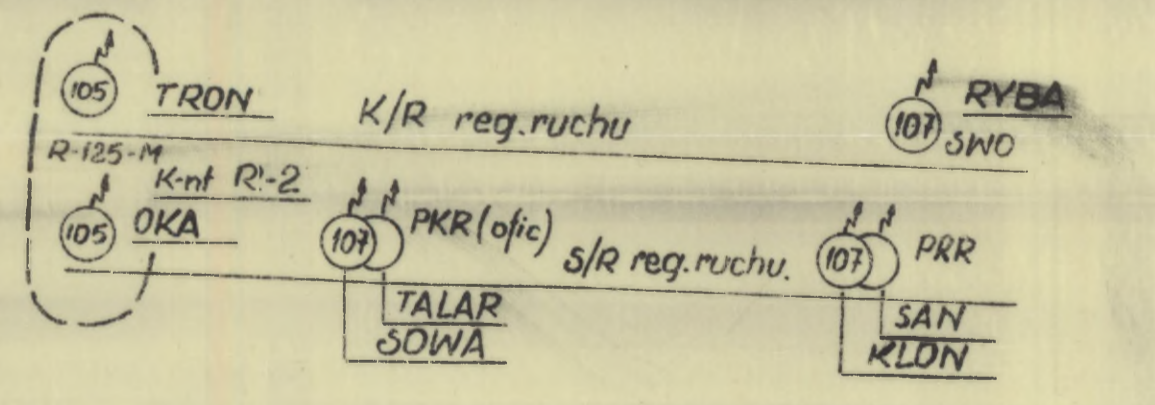 105 TRON K/R reg. ruchu 107 RYBA
SWO
R-125-M
K-nt R-2
105 OKA 107 PKR (ofic) S/R reg. ruchu. 107 PRR
TALAR SAN
SOWA KLON